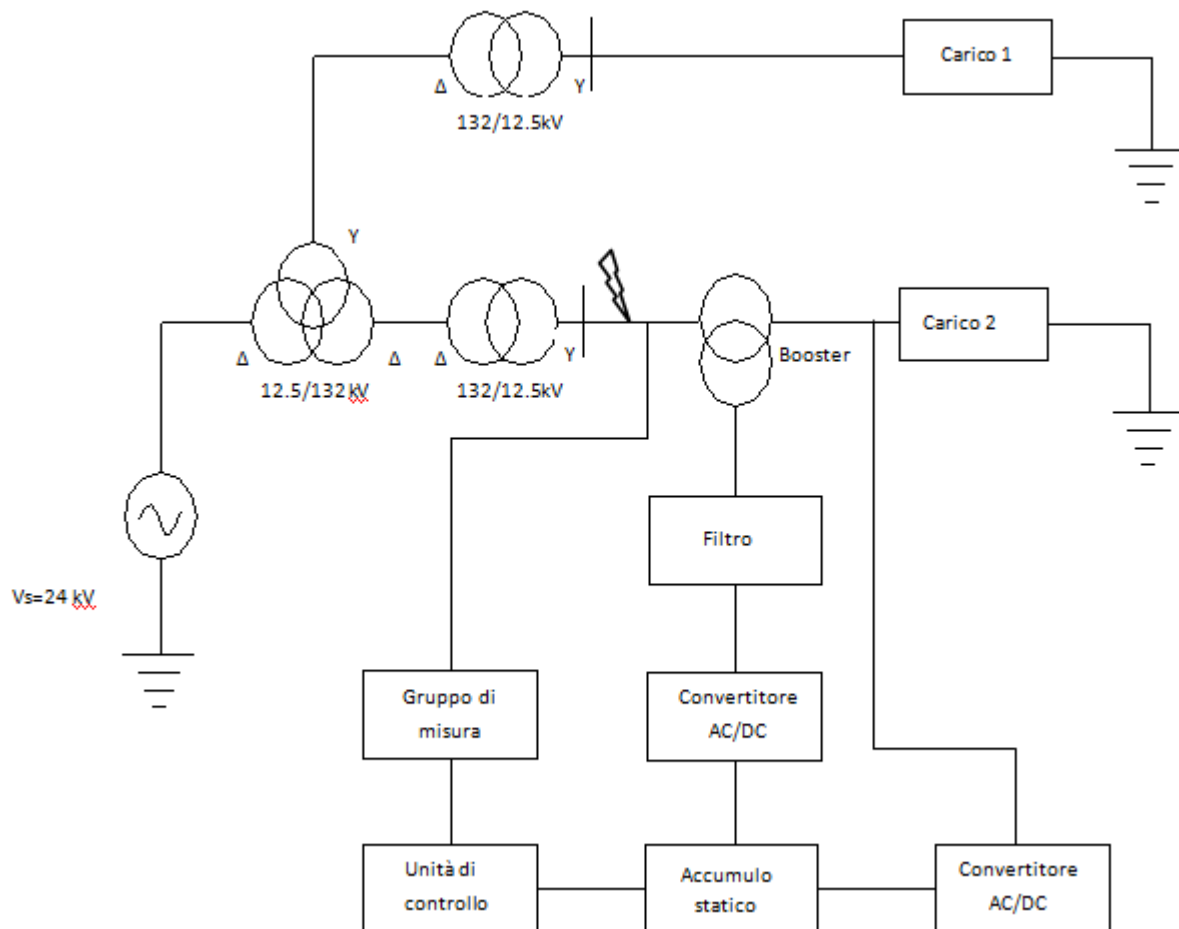 Carico 1
Δ
Y
132/12.5kV
Y
Δ
Δ
Δ
Y
12.5/132 kV
132/12.5kV
Booster
Carico 2
Filtro
Vs=24 kV
Gruppo di
misura
Convertitore
AC/DC
Unità di
controllo
Accumulo
statico
Convertitore
AC/DC